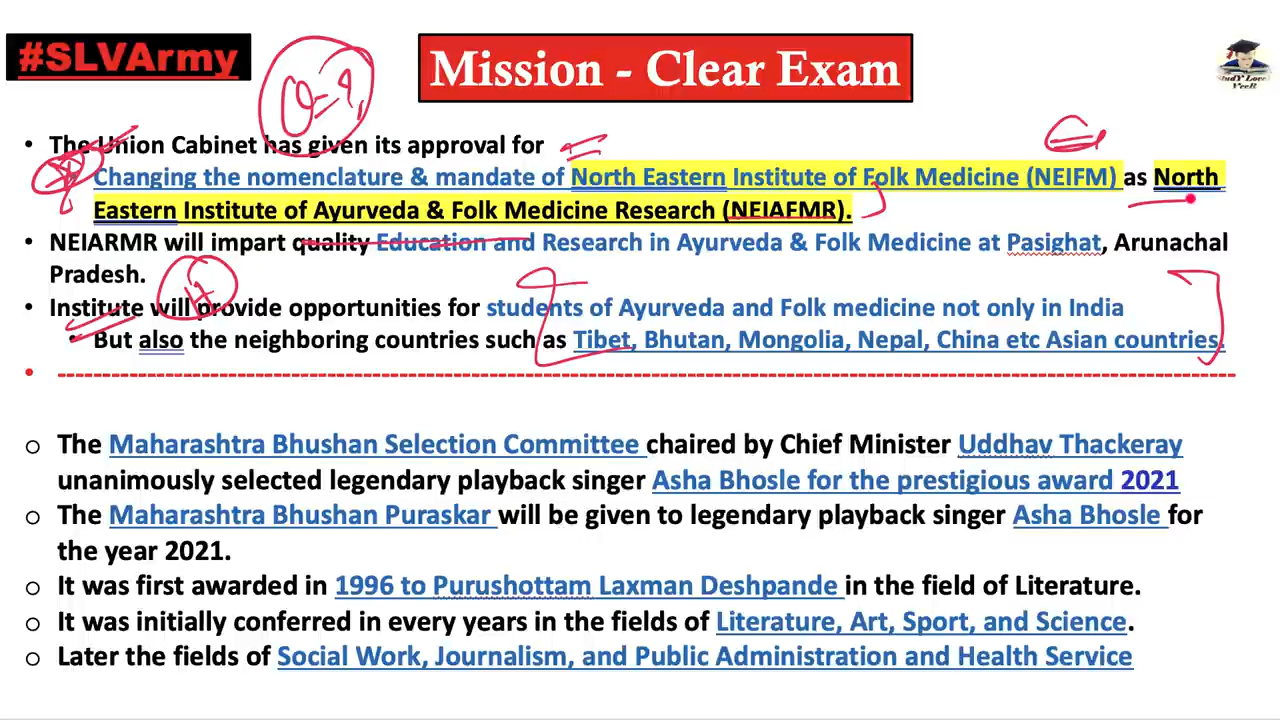 #SLVArmy
Mission - Clear Exam
StudY LoveR
VeeR
• The Union Cabinet has given its approval for
• Changing the nomenclature & mandate of North Eastern Institute of Folk Medicine (NEIFM) as North
Eastern Institute of Ayurveda & Folk Medicine Research (NEIAFMR).
• NEIARMR will impart quality Education and Research in Ayurveda & Folk Medicine at Pasighat, Arunachal
Pradesh.
• Institute will provide opportunities for students of Ayurveda and Folk medicine not only in India
• But also the neighboring countries such as Tibet, Bhutan, Mongolia, Nepal, China etc Asian countries.
o The Maharashtra Bhushan Selection Committee chaired by Chief Minister Uddhav Thackeray
unanimously selected legendary playback singer Asha Bhosle for the prestigious award 2021
o The Maharashtra Bhushan Puraskar will be given to legendary playback singer Asha Bhosle for
the year 2021.
o It was first awarded in 1996 to Purushottam Laxman Deshpande in the field of Literature.
o It was initially conferred in every years in the fields of Literature, Art, Sport, and Science.
o Later the fields of Social Work, Journalism, and Public Administration and Health Service